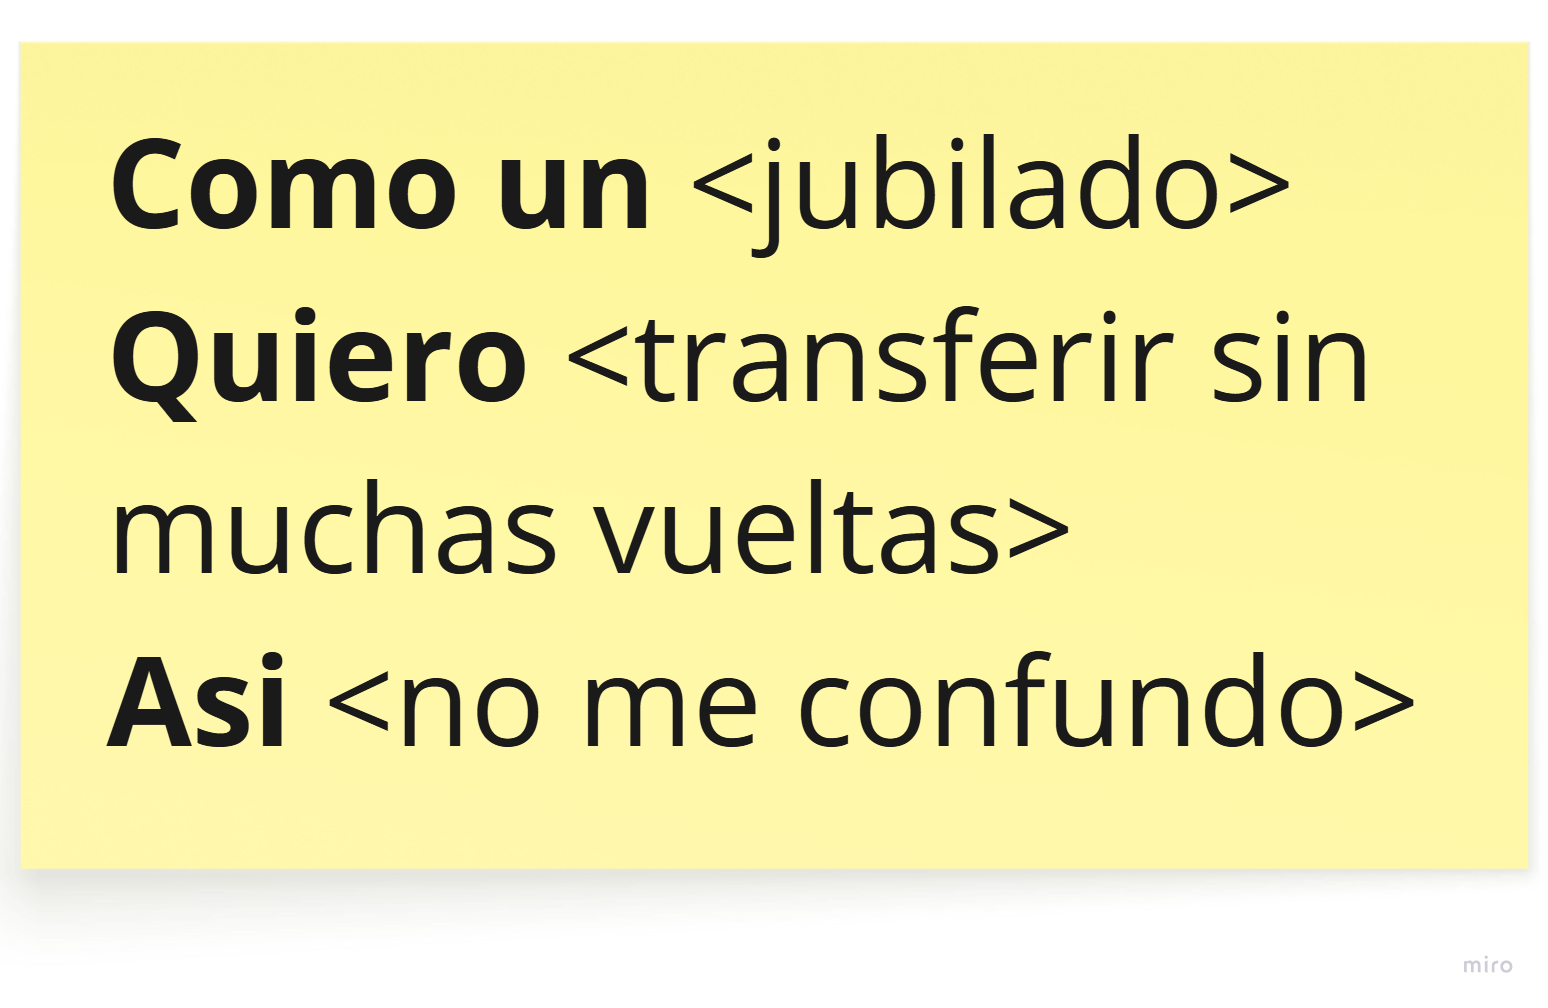 Como un <jubilado>
Quiero <transferir sin
muchas vueltas>
Asi <no me confundo>
miro